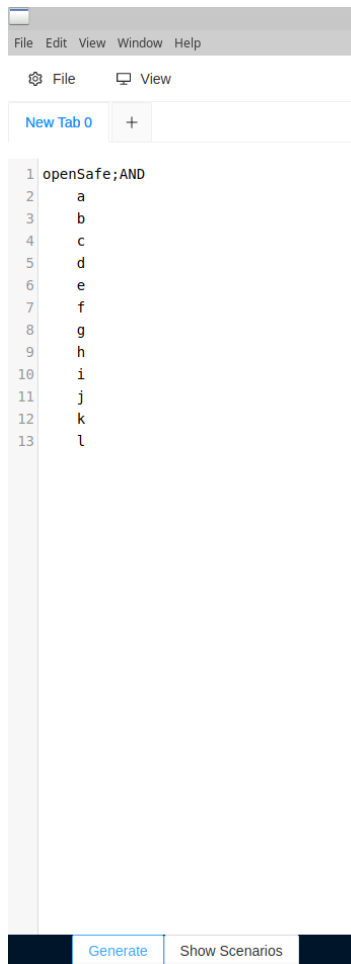 File Edit View Window Help
File View
New Tab 0 +
1 openSafe;AND
2 a
3 b
4 c
5 d
6 e
7 f
8 g
9 h
10 i
11 j
12 k
13 l
Generate Show Scenarios